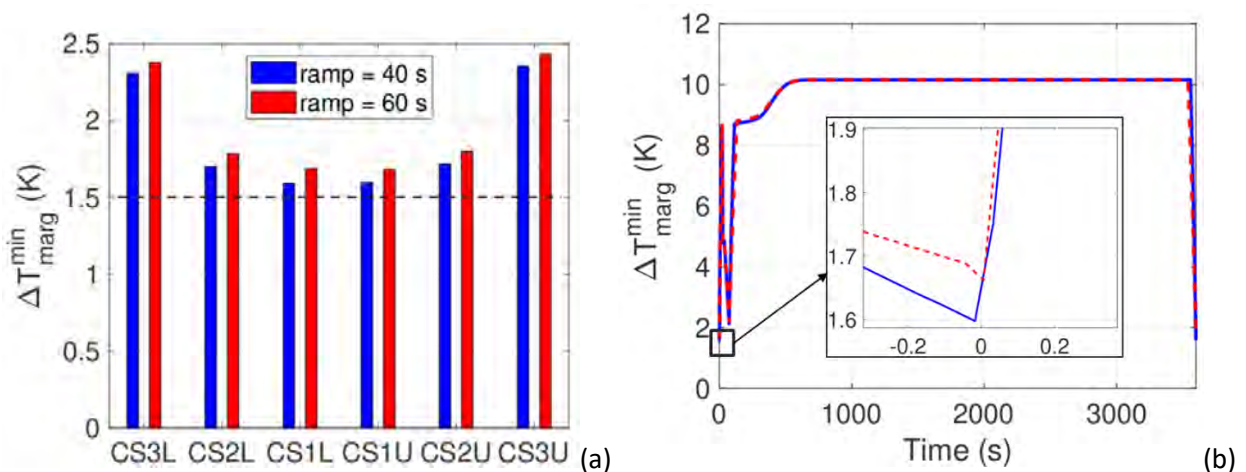 2.5
2
1.5
1
0.5
0
ΔT^min_marg (K)
ramp = 40 s
ramp = 60 s
CS3L CS2L CS1L CS1U CS2U CS3U
(a)
12
10
8
6
4
2
0
ΔT^min_marg (K)
1.9
1.8
1.7
1.6
-0.2 0 0.2
0 1000 2000 3000
Time (s)
(b)